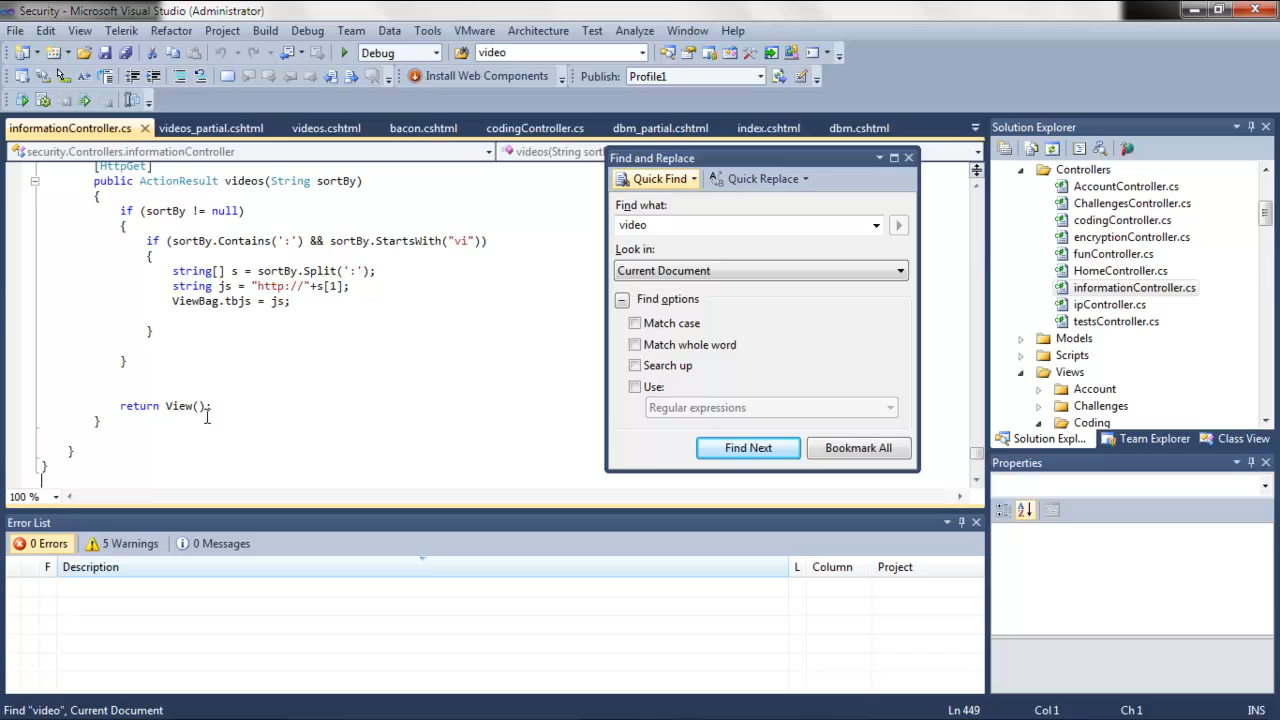 Security - Microsoft Visual Studio (Administrator)
File Edit View Telerik Refactor Project Build Debug Team Data Tools VMware Architecture Test Analyze Window Help
Debug video
Install Web Components Publish: Profile1
informationController.cs videos_partial.cshtml videos.cshtml bacon.cshtml codingController.cs dbm_partial.cshtml index.cshtml dbm.cshtml
security.Controllers.informationController videos(String sort
[HttpGet]
public ActionResult videos(String sortBy)
{
if (sortBy != null)
{
if (sortBy.Contains(':') && sortBy.StartsWith("vi"))
{
string[] s = sortBy.Split(':');
string js = "http://"+s[1];
ViewBag.tbjs = js;
}
}
return View();
}
}
}
100 %
Find and Replace
Quick Find Quick Replace
Find what:
video
Look in:
Current Document
Find options
Match case
Match whole word
Search up
Use:
Regular expressions
Find Next Bookmark All
Solution Explorer
Controllers
AccountController.cs
ChallengesController.cs
codingController.cs
encryptionController.cs
funController.cs
HomeController.cs
informationController.cs
ipController.cs
testsController.cs
Models
Scripts
Views
Account
Challenges
Coding
Solution Expl... Team Explorer Class View
Properties
Error List
0 Errors 5 Warnings 0 Messages
F Description L Column Project
Find "video", Current Document Ln 449 Col 1 Ch 1 INS